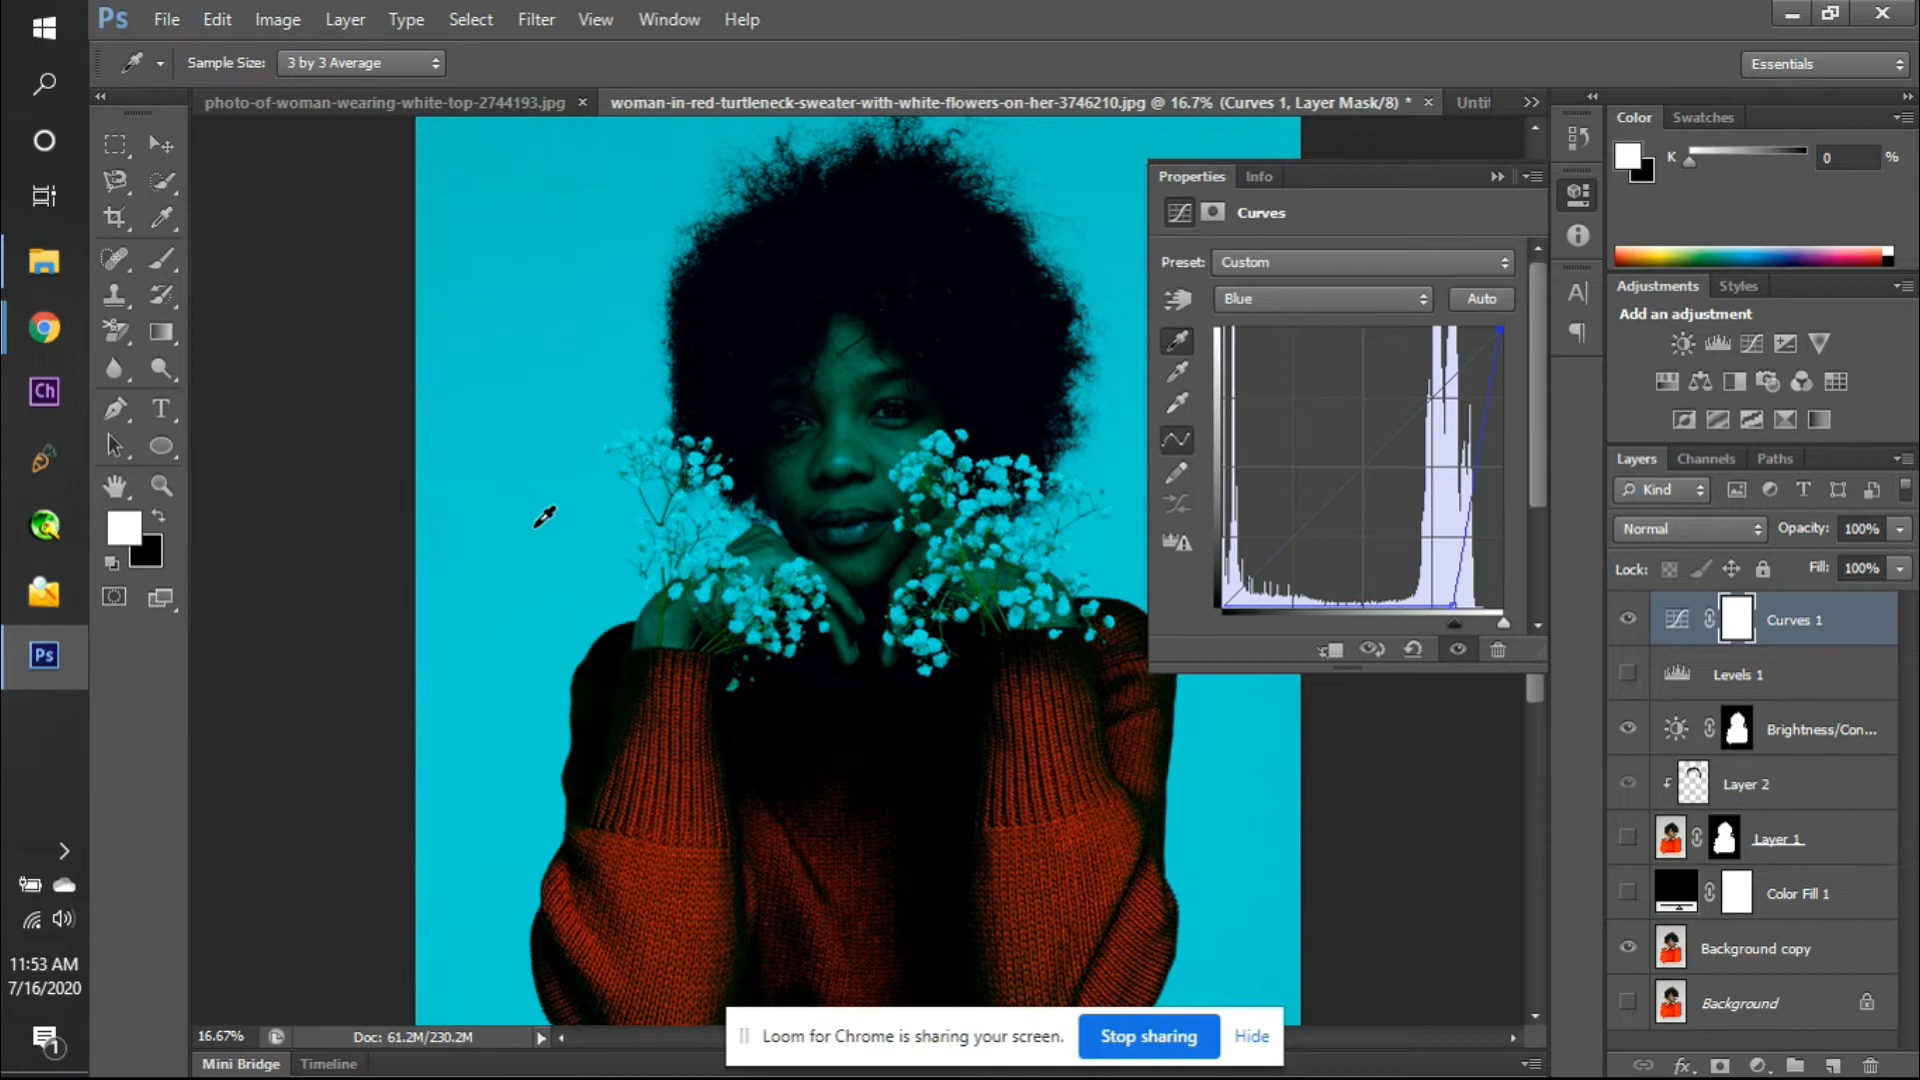 Ps File Edit Image Layer Type Select Filter View Window Help
Sample Size: 3 by 3 Average Essentials
photo-of-woman-wearing-white-top-2744193.jpg × woman-in-red-turtleneck-sweater-with-white-flowers-on-her-3746210.jpg @ 16.7% (Curves 1, Layer Mask/8) * × Untit
Color Swatches
K 0 %
Properties Info
Curves
Preset: Custom
Blue Auto
Adjustments Styles
Add an adjustment
Layers Channels Paths
Kind
Normal Opacity: 100%
Lock: Fill: 100%
Curves 1
Levels 1
Brightness/Con...
Layer 2
Layer 1
Color Fill 1
Background copy
Background
fx
T
A
Ch
Ps
11:53 AM
7/16/2020
1
16.67% Doc: 61.2M/230.2M
Loom for Chrome is sharing your screen. Stop sharing Hide
Mini Bridge Timeline